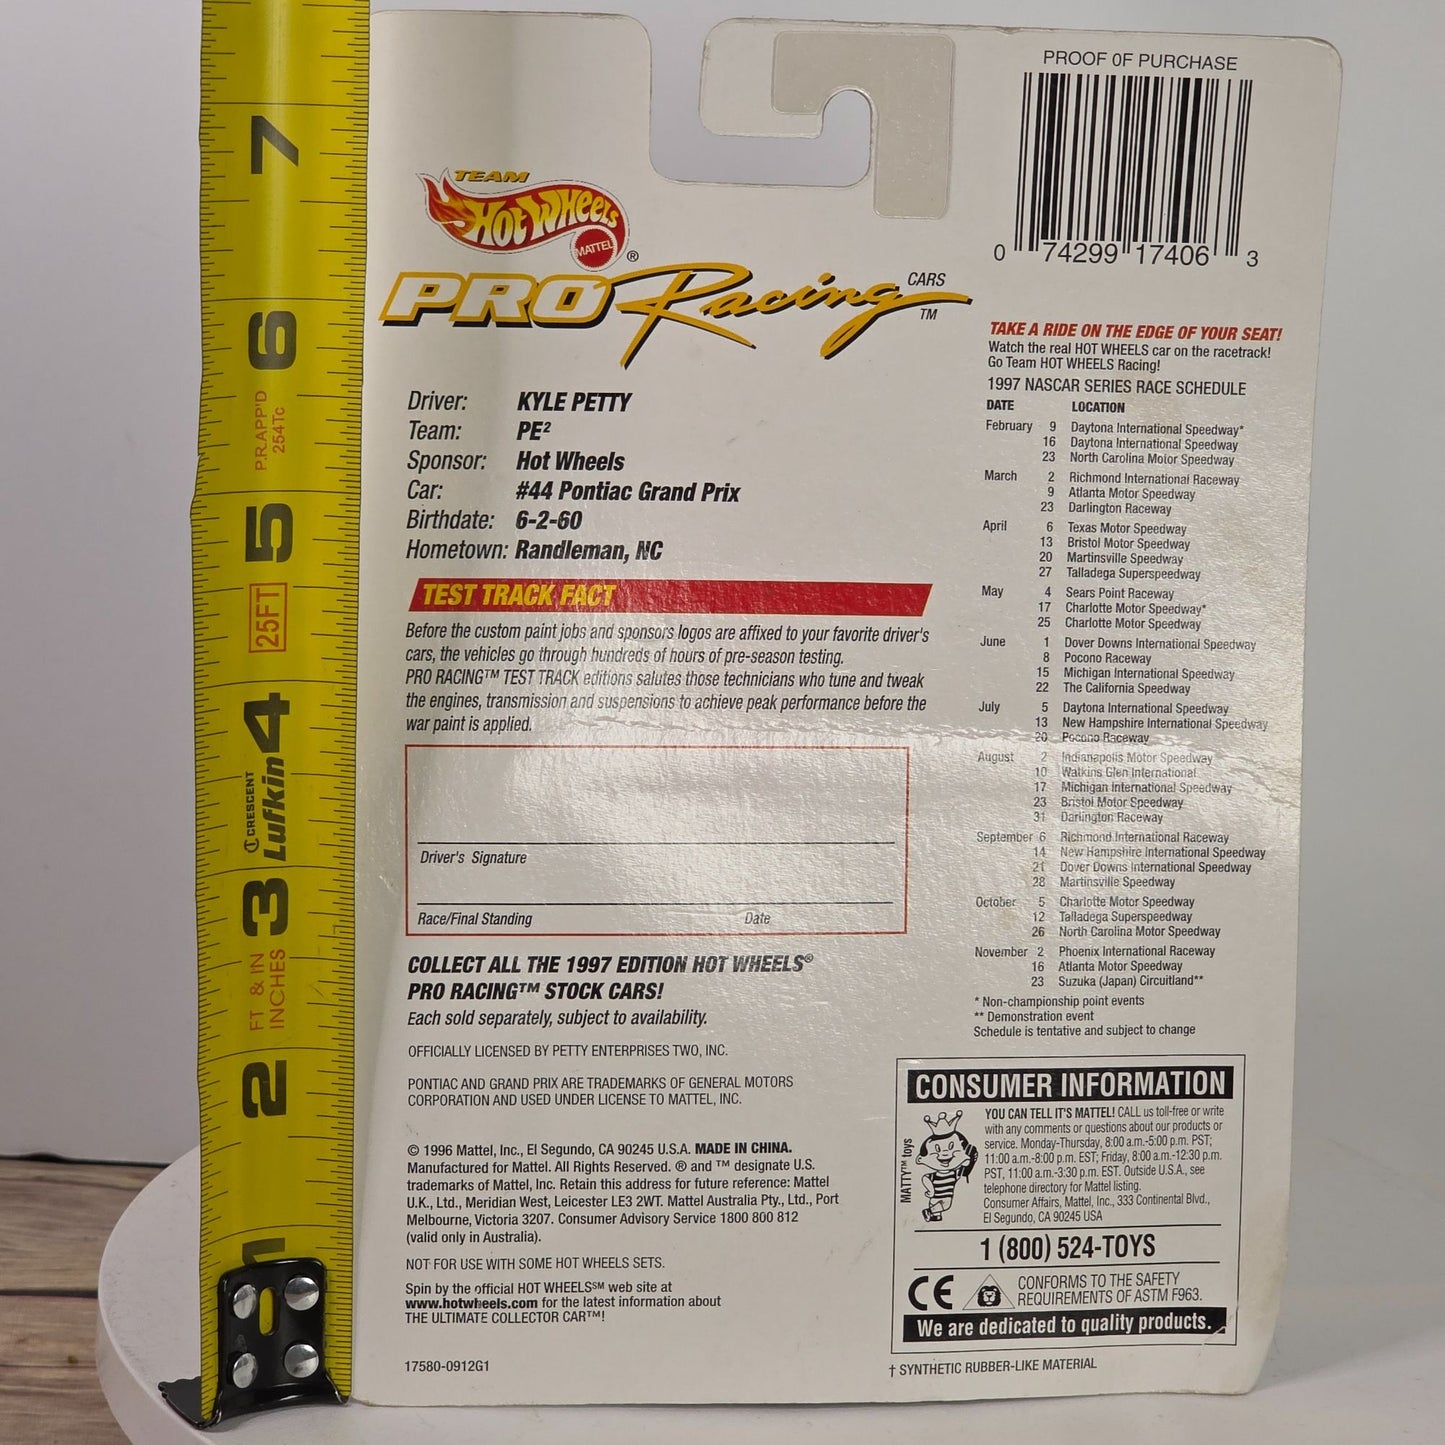 7
6
P.R.APP'D
254Tc
5
25FT
4
CRESCENT
Lufkin
3
FT & IN
INCHES
2
1
TEAM
Hot Wheels
MATTEL
®
PRO Racing CARS
TM
Driver: KYLE PETTY
Team: PE²
Sponsor: Hot Wheels
Car: #44 Pontiac Grand Prix
Birthdate: 6-2-60
Hometown: Randleman, NC
TEST TRACK FACT
Before the custom paint jobs and sponsors logos are affixed to your favorite driver's
cars, the vehicles go through hundreds of hours of pre-season testing.
PRO RACING™ TEST TRACK editions salutes those technicians who tune and tweak
the engines, transmission and suspensions to achieve peak performance before the
war paint is applied.
Driver's Signature
Race/Final Standing Date
COLLECT ALL THE 1997 EDITION HOT WHEELS®
PRO RACING™ STOCK CARS!
Each sold separately, subject to availability.
OFFICIALLY LICENSED BY PETTY ENTERPRISES TWO, INC.
PONTIAC AND GRAND PRIX ARE TRADEMARKS OF GENERAL MOTORS
CORPORATION AND USED UNDER LICENSE TO MATTEL, INC.
© 1996 Mattel, Inc., El Segundo, CA 90245 U.S.A. MADE IN CHINA.
Manufactured for Mattel. All Rights Reserved. ® and ™ designate U.S.
trademarks of Mattel, Inc. Retain this address for future reference: Mattel
U.K., Ltd., Meridian West, Leicester LE3 2WT. Mattel Australia Pty., Ltd., Port
Melbourne, Victoria 3207. Consumer Advisory Service 1800 800 812
(valid only in Australia).
NOT FOR USE WITH SOME HOT WHEELS SETS.
Spin by the official HOT WHEELS℠ web site at
www.hotwheels.com for the latest information about
THE ULTIMATE COLLECTOR CAR™!
17580-0912G1
PROOF OF PURCHASE
0 74299 17406 3
TAKE A RIDE ON THE EDGE OF YOUR SEAT!
Watch the real HOT WHEELS car on the racetrack!
Go Team HOT WHEELS Racing!
1997 NASCAR SERIES RACE SCHEDULE
DATE LOCATION
February 9 Daytona International Speedway*
16 Daytona International Speedway
23 North Carolina Motor Speedway
March 2 Richmond International Raceway
9 Atlanta Motor Speedway
23 Darlington Raceway
April 6 Texas Motor Speedway
13 Bristol Motor Speedway
20 Martinsville Speedway
27 Talladega Superspeedway
May 4 Sears Point Raceway
17 Charlotte Motor Speedway*
25 Charlotte Motor Speedway
June 1 Dover Downs International Speedway
8 Pocono Raceway
15 Michigan International Speedway
22 The California Speedway
July 5 Daytona International Speedway
13 New Hampshire International Speedway
20 Pocono Raceway
August 2 Indianapolis Motor Speedway
10 Watkins Glen International
17 Michigan International Speedway
23 Bristol Motor Speedway
31 Darlington Raceway
September 6 Richmond International Raceway
14 New Hampshire International Speedway
21 Dover Downs International Speedway
28 Martinsville Speedway
October 5 Charlotte Motor Speedway
12 Talladega Superspeedway
26 North Carolina Motor Speedway
November 2 Phoenix International Raceway
16 Atlanta Motor Speedway
23 Suzuka (Japan) Circuitland**
* Non-championship point events
** Demonstration event
Schedule is tentative and subject to change
CONSUMER INFORMATION
MATTY™ toys
YOU CAN TELL IT'S MATTEL! CALL us toll-free or write
with any comments or questions about our products or
service. Monday-Thursday, 8:00 a.m.-5:00 p.m. PST;
11:00 a.m.-8:00 p.m. EST; Friday, 8:00 a.m.-12:30 p.m.
PST, 11:00 a.m.-3:30 p.m. EST. Outside U.S.A., see
telephone directory for Mattel listing.
Consumer Affairs, Mattel, Inc., 333 Continental Blvd.,
El Segundo, CA 90245 USA
1 (800) 524-TOYS
CE CONFORMS TO THE SAFETY
REQUIREMENTS OF ASTM F963.
We are dedicated to quality products.
† SYNTHETIC RUBBER-LIKE MATERIAL